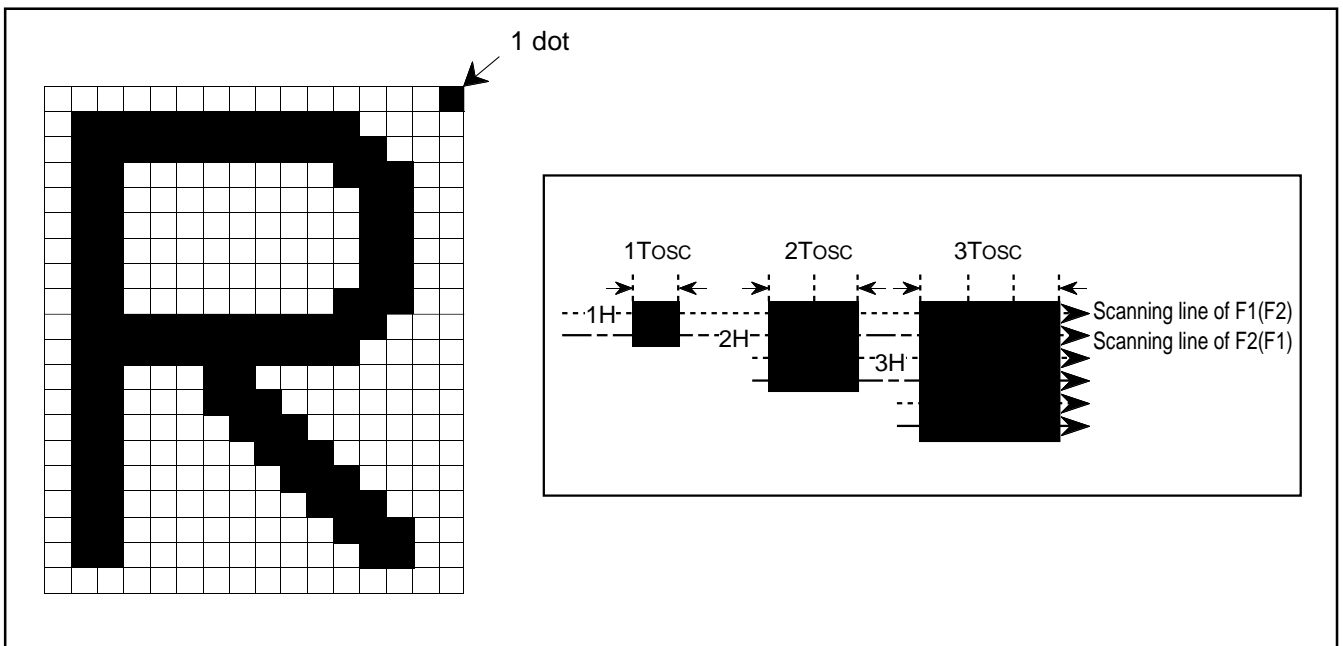 1 dot
1TOSC 2TOSC 3TOSC
1H
Scanning line of F1(F2)
2H
Scanning line of F2(F1)
3H